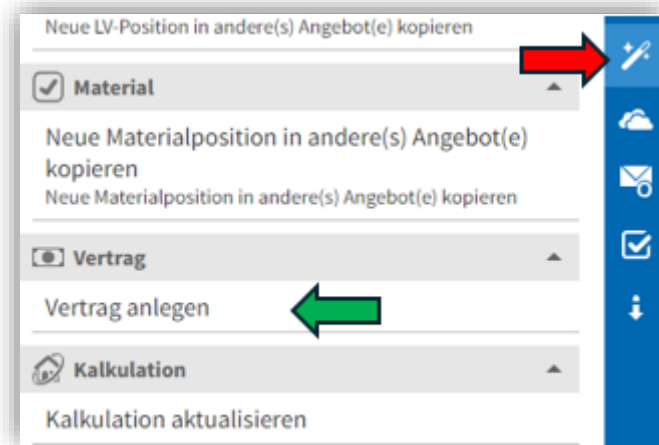 Neue LV-Position in andere(s) Angebot(e) kopieren
Material
Neue Materialposition in andere(s) Angebot(e)
kopieren
Neue Materialposition in andere(s) Angebot(e) kopieren
Vertrag
Vertrag anlegen
Kalkulation
Kalkulation aktualisieren